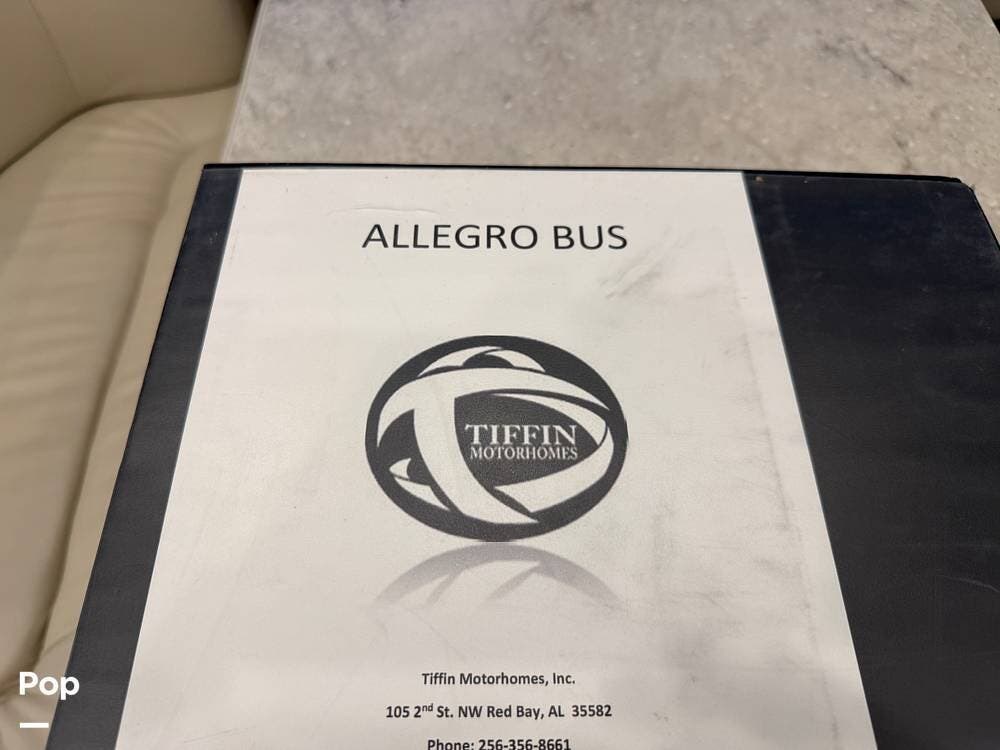 ALLEGRO BUS
TIFFIN
MOTORHOMES
Tiffin Motorhomes, Inc.
105 2nd St. NW Red Bay, AL 35582
Phone: 256-356-8661
Pop